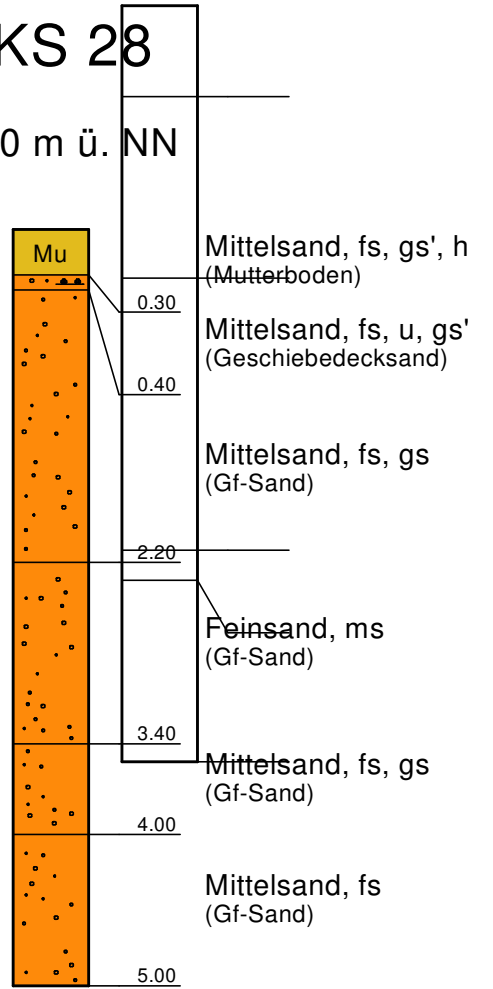 KS 28
0 m ü. NN
Mu
Mittelsand, fs, gs', h
(Mutterboden)
0.30
Mittelsand, fs, u, gs'
(Geschiebedecksand)
0.40
Mittelsand, fs, gs
(Gf-Sand)
2.20
Feinsand, ms
(Gf-Sand)
3.40
Mittelsand, fs, gs
(Gf-Sand)
4.00
Mittelsand, fs
(Gf-Sand)
5.00